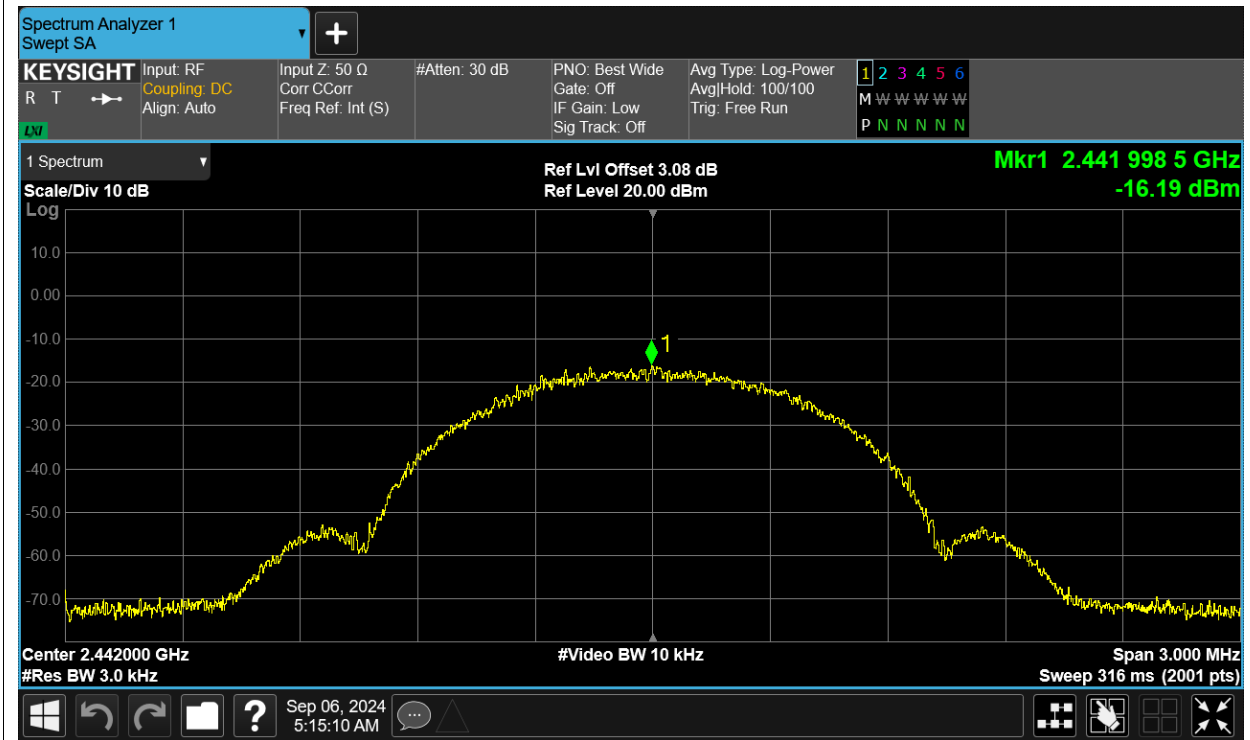 Spectrum Analyzer 1
Swept SA
+
KEYSIGHT
R T
LXI
Input: RF
Coupling: DC
Align: Auto
Input Z: 50 Ω
Corr CCorr
Freq Ref: Int (S)
#Atten: 30 dB
PNO: Best Wide
Gate: Off
IF Gain: Low
Sig Track: Off
Avg Type: Log-Power
Avg|Hold: 100/100
Trig: Free Run
1 2 3 4 5 6
M W W W W W
P N N N N N
1 Spectrum
Scale/Div 10 dB
Log
Ref Lvl Offset 3.08 dB
Ref Level 20.00 dBm
Mkr1 2.441 998 5 GHz
-16.19 dBm
10.0
0.00
-10.0
1
-20.0
-30.0
-40.0
-50.0
-60.0
-70.0
Center 2.442000 GHz
#Res BW 3.0 kHz
#Video BW 10 kHz
Span 3.000 MHz
Sweep 316 ms (2001 pts)
?
Sep 06, 2024
5:15:10 AM